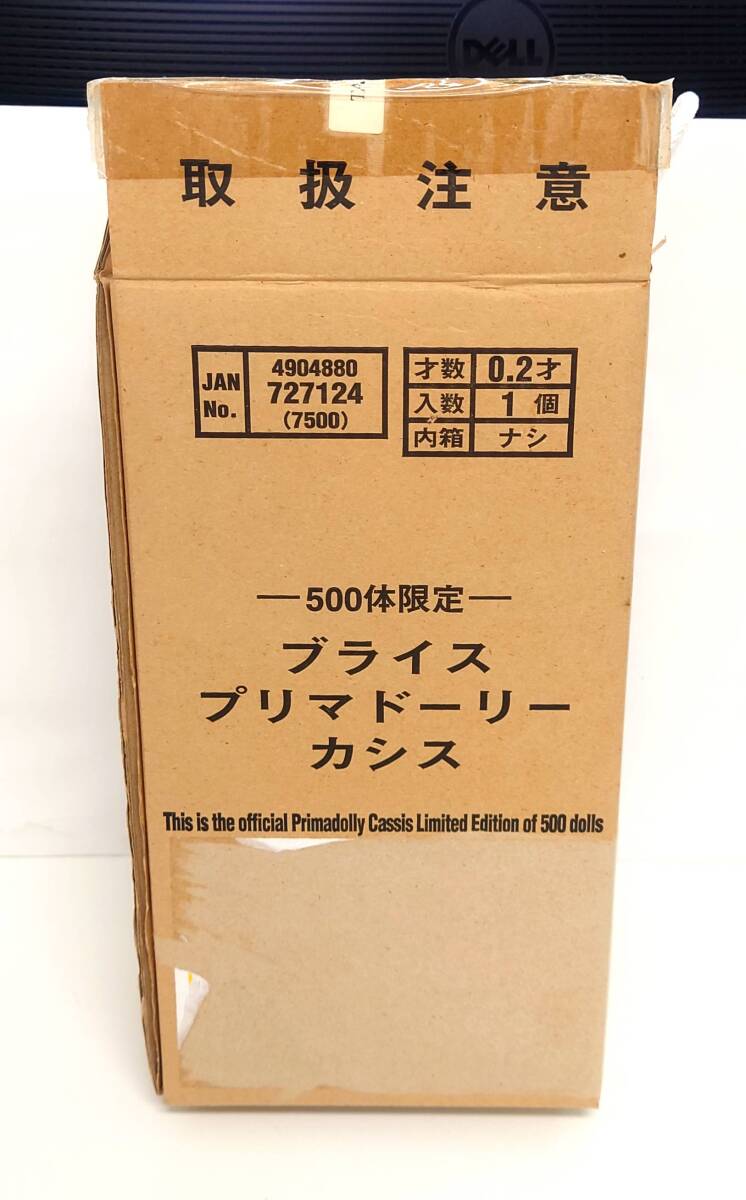 DELL
取扱注意
JAN No.
4904880
727124
(7500)
才数 0.2才
入数 1 個
内箱 ナシ
—500体限定—
ブライス
プリマドーリー
カシス
This is the official Primadolly Cassis Limited Edition of 500 dolls